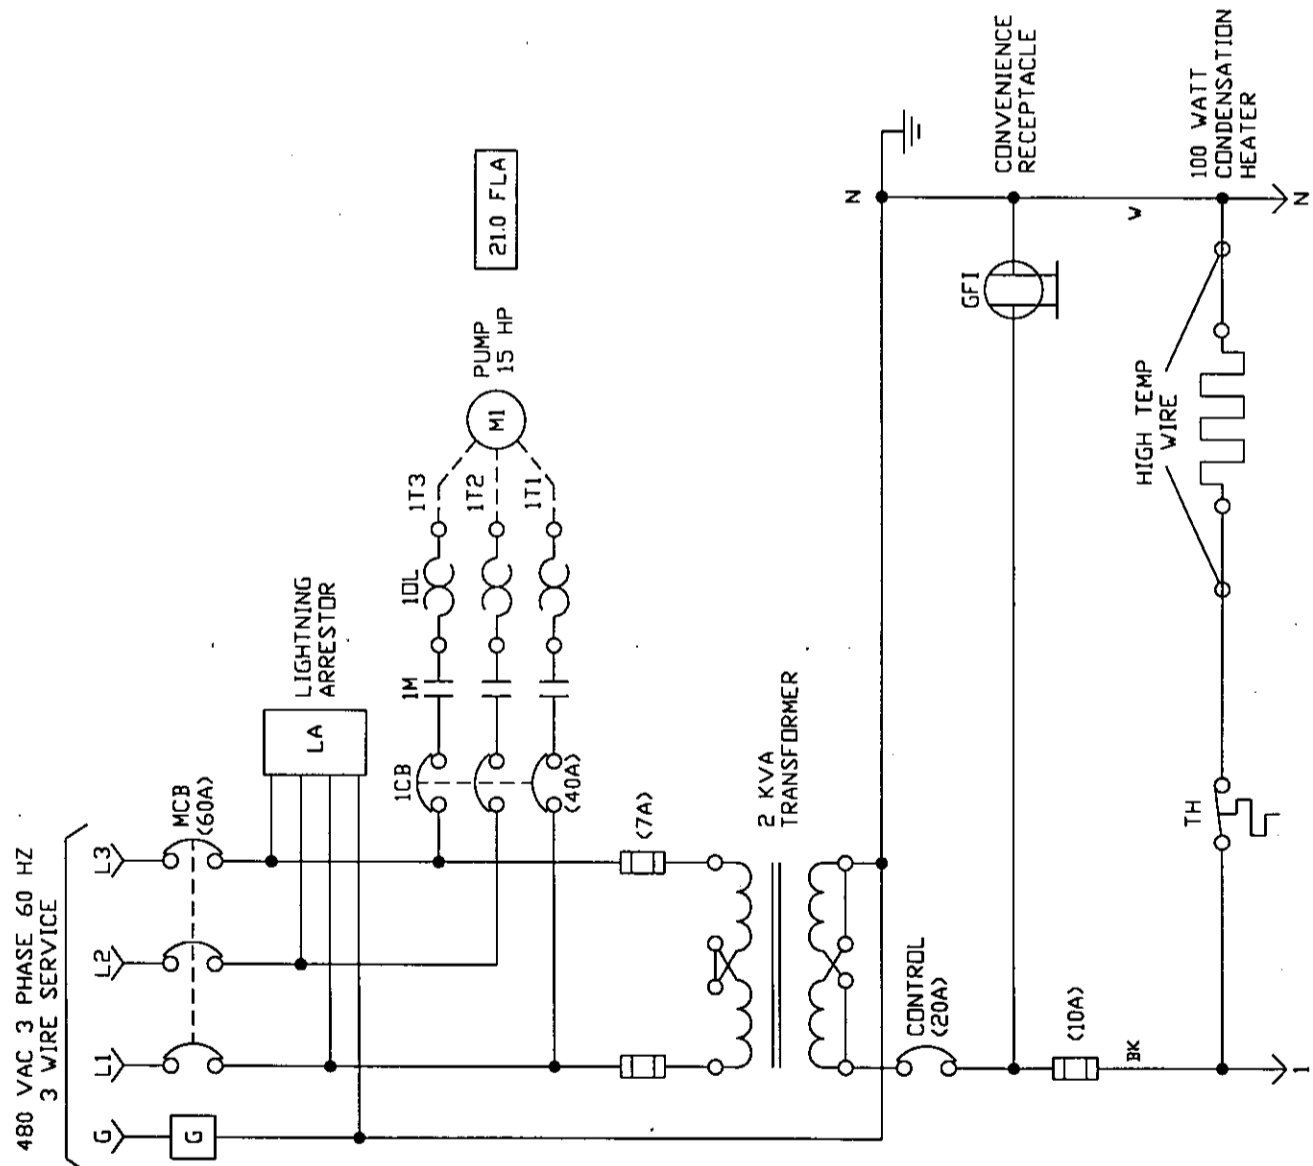 480 VAC 3 PHASE 60 HZ
3 WIRE SERVICE
G
L1
L2
L3
G
MCB
(60A)
LIGHTNING
ARRESTOR
LA
1CB
(40A)
1M
1OL
1T3
1T2
1T1
M1
PUMP
15 HP
21.0 FLA
(7A)
2 KVA
TRANSFORMER
N
CONTROL
(20A)
GFI
CONVENIENCE
RECEPTACLE
(10A)
BK
W
TH
HIGH TEMP
WIRE
100 WATT
CONDENSATION
HEATER
1
N